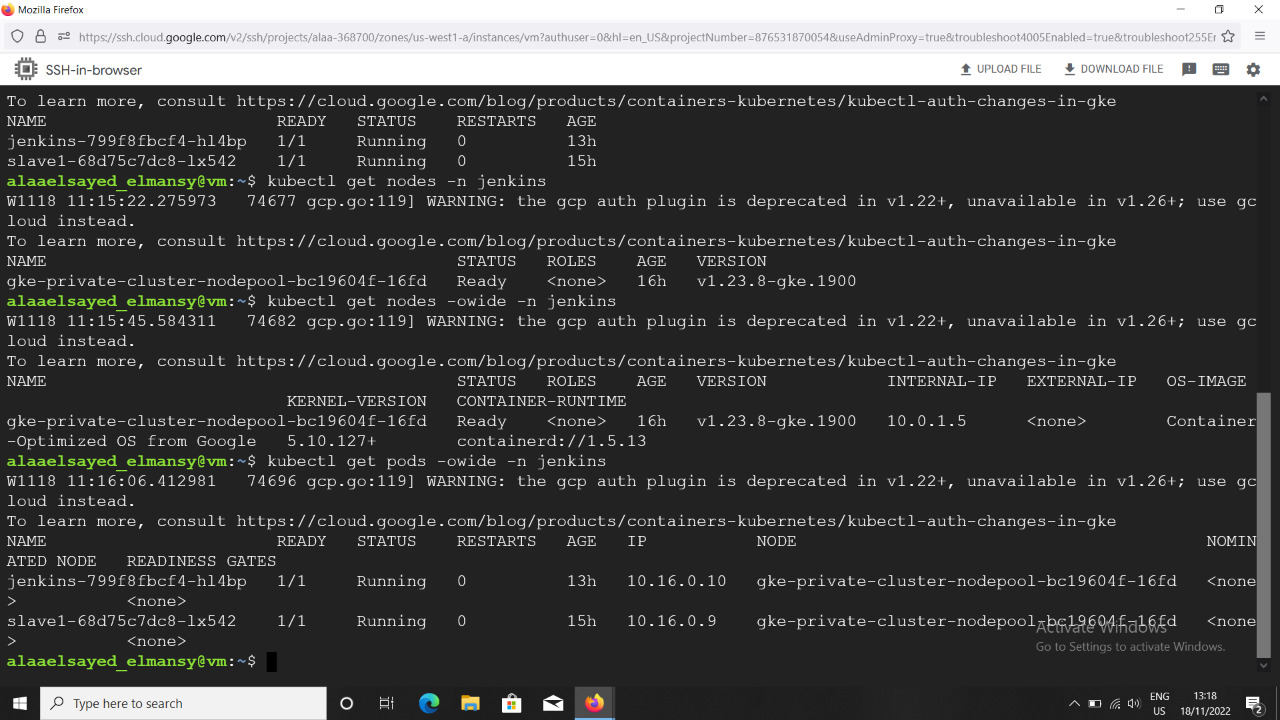 Mozilla Firefox
https://ssh.cloud.google.com/v2/ssh/projects/alaa-368700/zones/us-west1-a/instances/vm?authuser=0&hl=en_US&projectNumber=876531870054&useAdminProxy=true&troubleshoot4005Enabled=true&troubleshoot255Er
SSH-in-browser
UPLOAD FILE
DOWNLOAD FILE
To learn more, consult https://cloud.google.com/blog/products/containers-kubernetes/kubectl-auth-changes-in-gke
NAME READY STATUS RESTARTS AGE
jenkins-799f8fbcf4-hl4bp 1/1 Running 0 13h
slave1-68d75c7dc8-lx542 1/1 Running 0 15h
alaaelsayed_elmansy@vm:~$ kubectl get nodes -n jenkins
W1118 11:15:22.275973 74677 gcp.go:119] WARNING: the gcp auth plugin is deprecated in v1.22+, unavailable in v1.26+; use gc
loud instead.
To learn more, consult https://cloud.google.com/blog/products/containers-kubernetes/kubectl-auth-changes-in-gke
NAME STATUS ROLES AGE VERSION
gke-private-cluster-nodepool-bc19604f-16fd Ready <none> 16h v1.23.8-gke.1900
alaaelsayed_elmansy@vm:~$ kubectl get nodes -owide -n jenkins
W1118 11:15:45.584311 74682 gcp.go:119] WARNING: the gcp auth plugin is deprecated in v1.22+, unavailable in v1.26+; use gc
loud instead.
To learn more, consult https://cloud.google.com/blog/products/containers-kubernetes/kubectl-auth-changes-in-gke
NAME STATUS ROLES AGE VERSION INTERNAL-IP EXTERNAL-IP OS-IMAGE
KERNEL-VERSION CONTAINER-RUNTIME
gke-private-cluster-nodepool-bc19604f-16fd Ready <none> 16h v1.23.8-gke.1900 10.0.1.5 <none> Container
-Optimized OS from Google 5.10.127+ containerd://1.5.13
alaaelsayed_elmansy@vm:~$ kubectl get pods -owide -n jenkins
W1118 11:16:06.412981 74696 gcp.go:119] WARNING: the gcp auth plugin is deprecated in v1.22+, unavailable in v1.26+; use gc
loud instead.
To learn more, consult https://cloud.google.com/blog/products/containers-kubernetes/kubectl-auth-changes-in-gke
NAME READY STATUS RESTARTS AGE IP NODE NOMIN
ATED NODE READINESS GATES
jenkins-799f8fbcf4-hl4bp 1/1 Running 0 13h 10.16.0.10 gke-private-cluster-nodepool-bc19604f-16fd <none
> <none>
slave1-68d75c7dc8-lx542 1/1 Running 0 15h 10.16.0.9 gke-private-cluster-nodepool-bc19604f-16fd <none
> <none>
alaaelsayed_elmansy@vm:~$
Activate Windows
Go to Settings to activate Windows.
Type here to search
ENG
US
13:18
18/11/2022
2